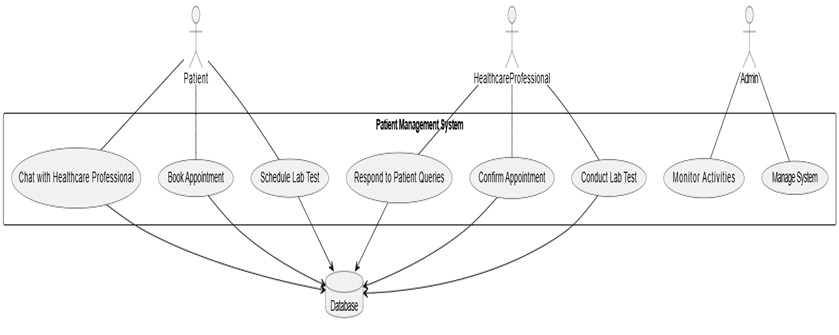 Patient
HealthcareProfessional
Admin
Patient Management System
Chat with Healthcare Professional
Book Appointment
Schedule Lab Test
Respond to Patient Queries
Confirm Appointment
Conduct Lab Test
Monitor Activities
Manage System
Database